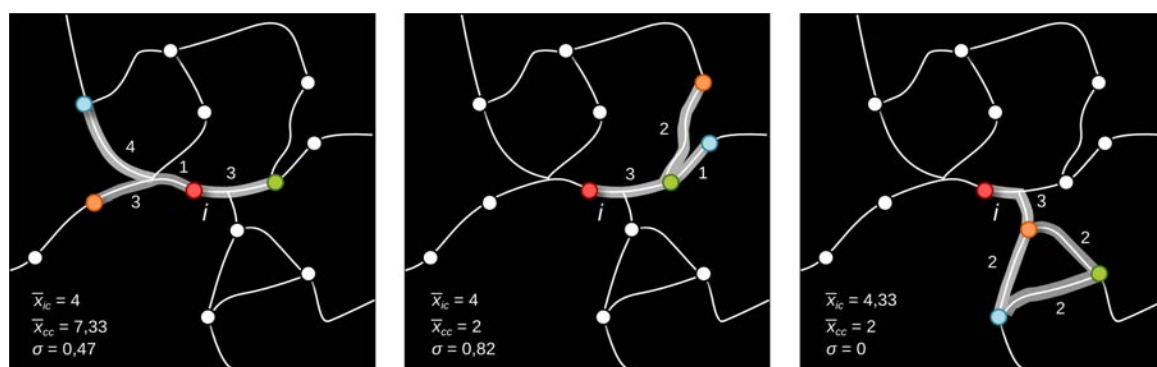 4
1
3
3
i
x̅ic = 4
x̅cc = 7,33
σ = 0,47
2
3
1
i
x̅ic = 4
x̅cc = 2
σ = 0,82
i
3
2
2
2
x̅ic = 4,33
x̅cc = 2
σ = 0